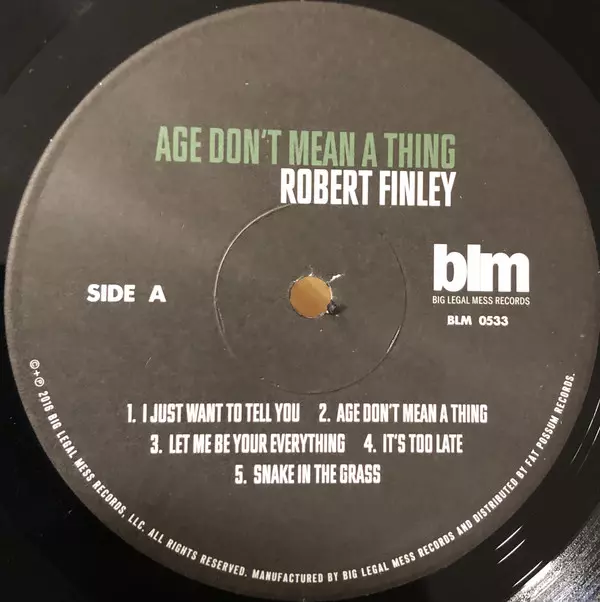 AGE DON'T MEAN A THING
ROBERT FINLEY
blm
BIG LEGAL MESS RECORDS
SIDE A
BLM 0533
1. I JUST WANT TO TELL YOU 2. AGE DON'T MEAN A THING
3. LET ME BE YOUR EVERYTHING 4. IT'S TOO LATE
5. SNAKE IN THE GRASS
©+℗ 2016 BIG LEGAL MESS RECORDS, LLC. ALL RIGHTS RESERVED. MANUFACTURED BY BIG LEGAL MESS RECORDS AND DISTRIBUTED BY FAT POSSUM RECORDS.